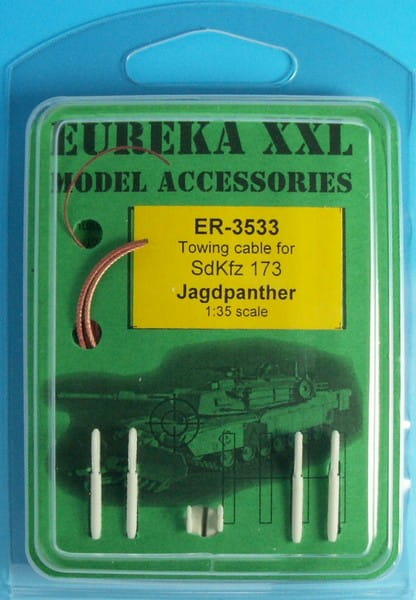 EUREKA XXL
MODEL ACCESSORIES
ER-3533
Towing cable for
SdKfz 173
Jagdpanther
1:35 scale